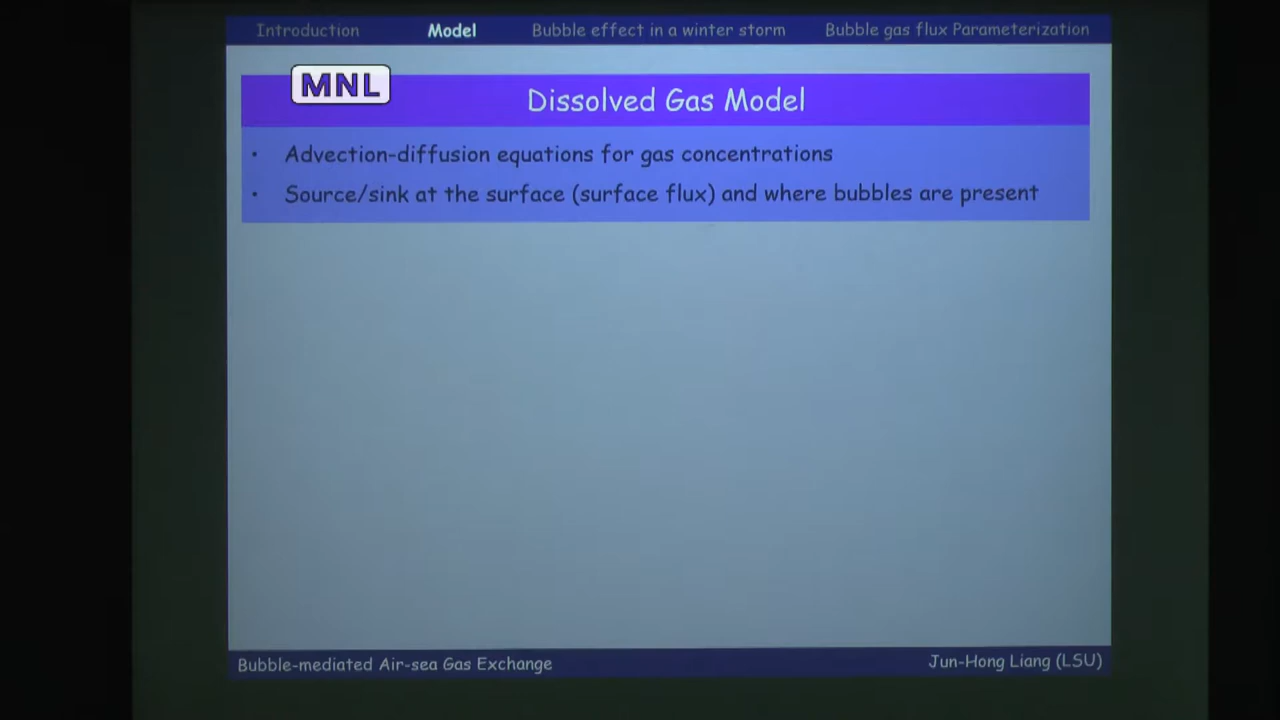 Introduction Model Bubble effect in a winter storm Bubble gas flux Parameterization
MNL
Dissolved Gas Model
· Advection-diffusion equations for gas concentrations
· Source/sink at the surface (surface flux) and where bubbles are present
Bubble-mediated Air-sea Gas Exchange Jun-Hong Liang (LSU)